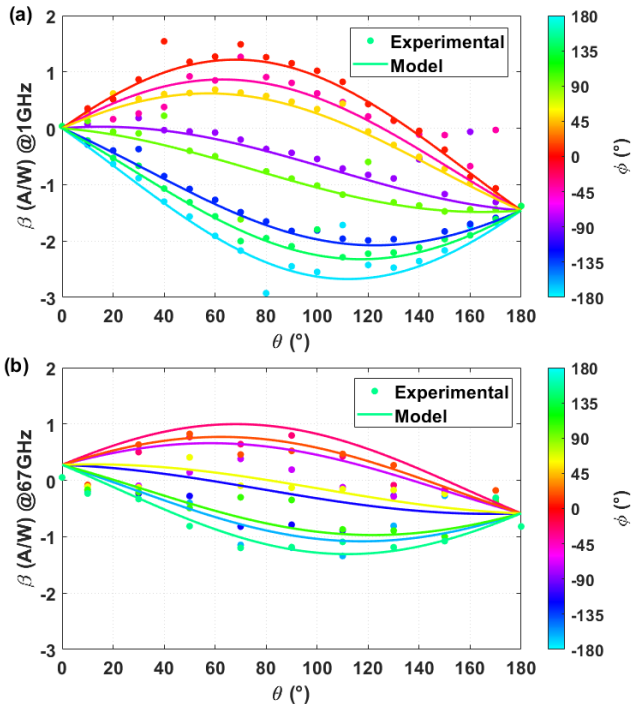 (a)
2
1
0
-1
-2
-3
β (A/W) @1GHz
Experimental
Model
0 20 40 60 80 100 120 140 160 180
θ (°)
180
135
90
45
0
-45
-90
-135
-180
ϕ (°)
(b)
2
1
0
-1
-2
-3
β (A/W) @67GHz
Experimental
Model
0 20 40 60 80 100 120 140 160 180
θ (°)
180
135
90
45
0
-45
-90
-135
-180
ϕ (°)